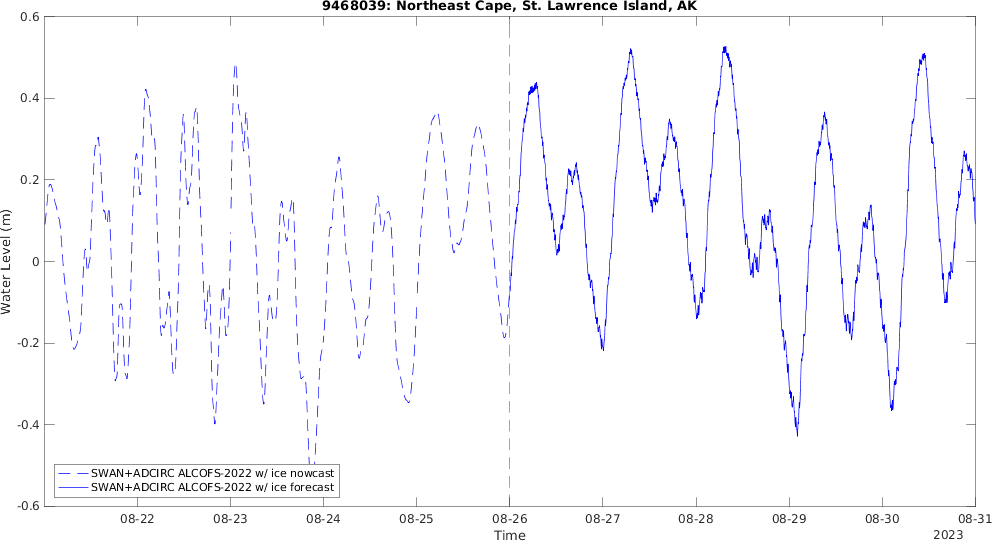 9468039: Northeast Cape, St. Lawrence Island, AK
0.6
0.4
0.2
0
-0.2
-0.4
-0.6
Water Level (m)
SWAN+ADCIRC ALCOFS-2022 w/ ice nowcast
SWAN+ADCIRC ALCOFS-2022 w/ ice forecast
08-22 08-23 08-24 08-25 08-26 08-27 08-28 08-29 08-30 08-31
Time
2023